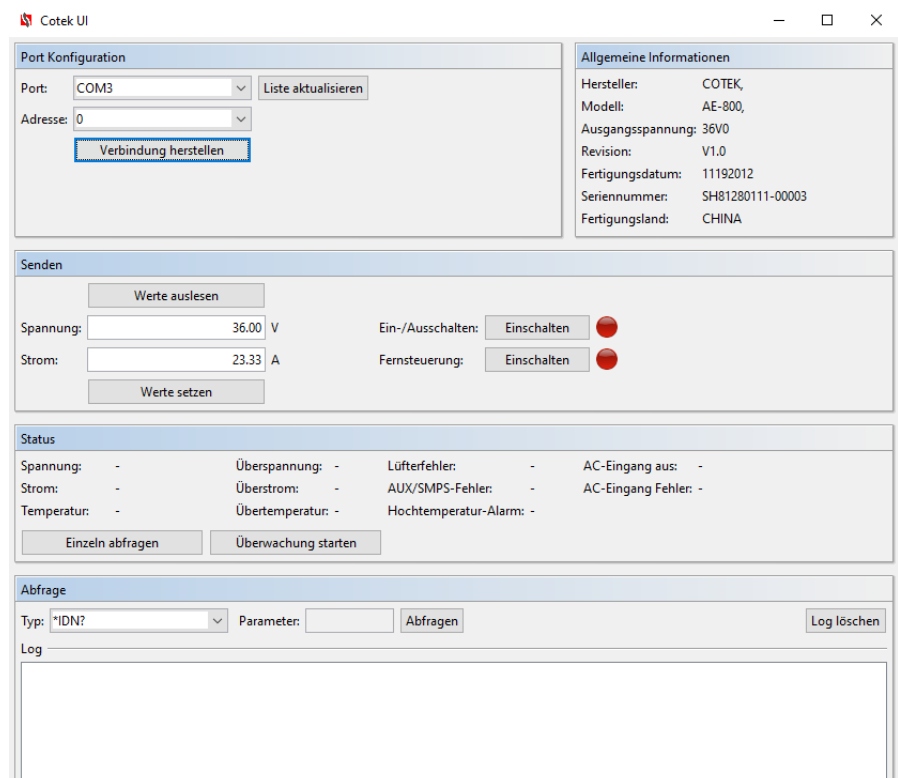 Cotek UI
Port Konfiguration
Port: COM3 Liste aktualisieren
Adresse: 0
Verbindung herstellen
Allgemeine Informationen
Hersteller: COTEK,
Modell: AE-800,
Ausgangsspannung: 36V0
Revision: V1.0
Fertigungsdatum: 11192012
Seriennummer: SH81280111-00003
Fertigungsland: CHINA
Senden
Werte auslesen
Spannung: 36.00 V Ein-/Ausschalten: Einschalten
Strom: 23.33 A Fernsteuerung: Einschalten
Werte setzen
Status
Spannung: - Überspannung: - Lüfterfehler: - AC-Eingang aus: -
Strom: - Überstrom: - AUX/SMPS-Fehler: - AC-Eingang Fehler: -
Temperatur: - Übertemperatur: - Hochtemperatur-Alarm: -
Einzeln abfragen Überwachung starten
Abfrage
Typ: *IDN? Parameter: Abfragen Log löschen
Log